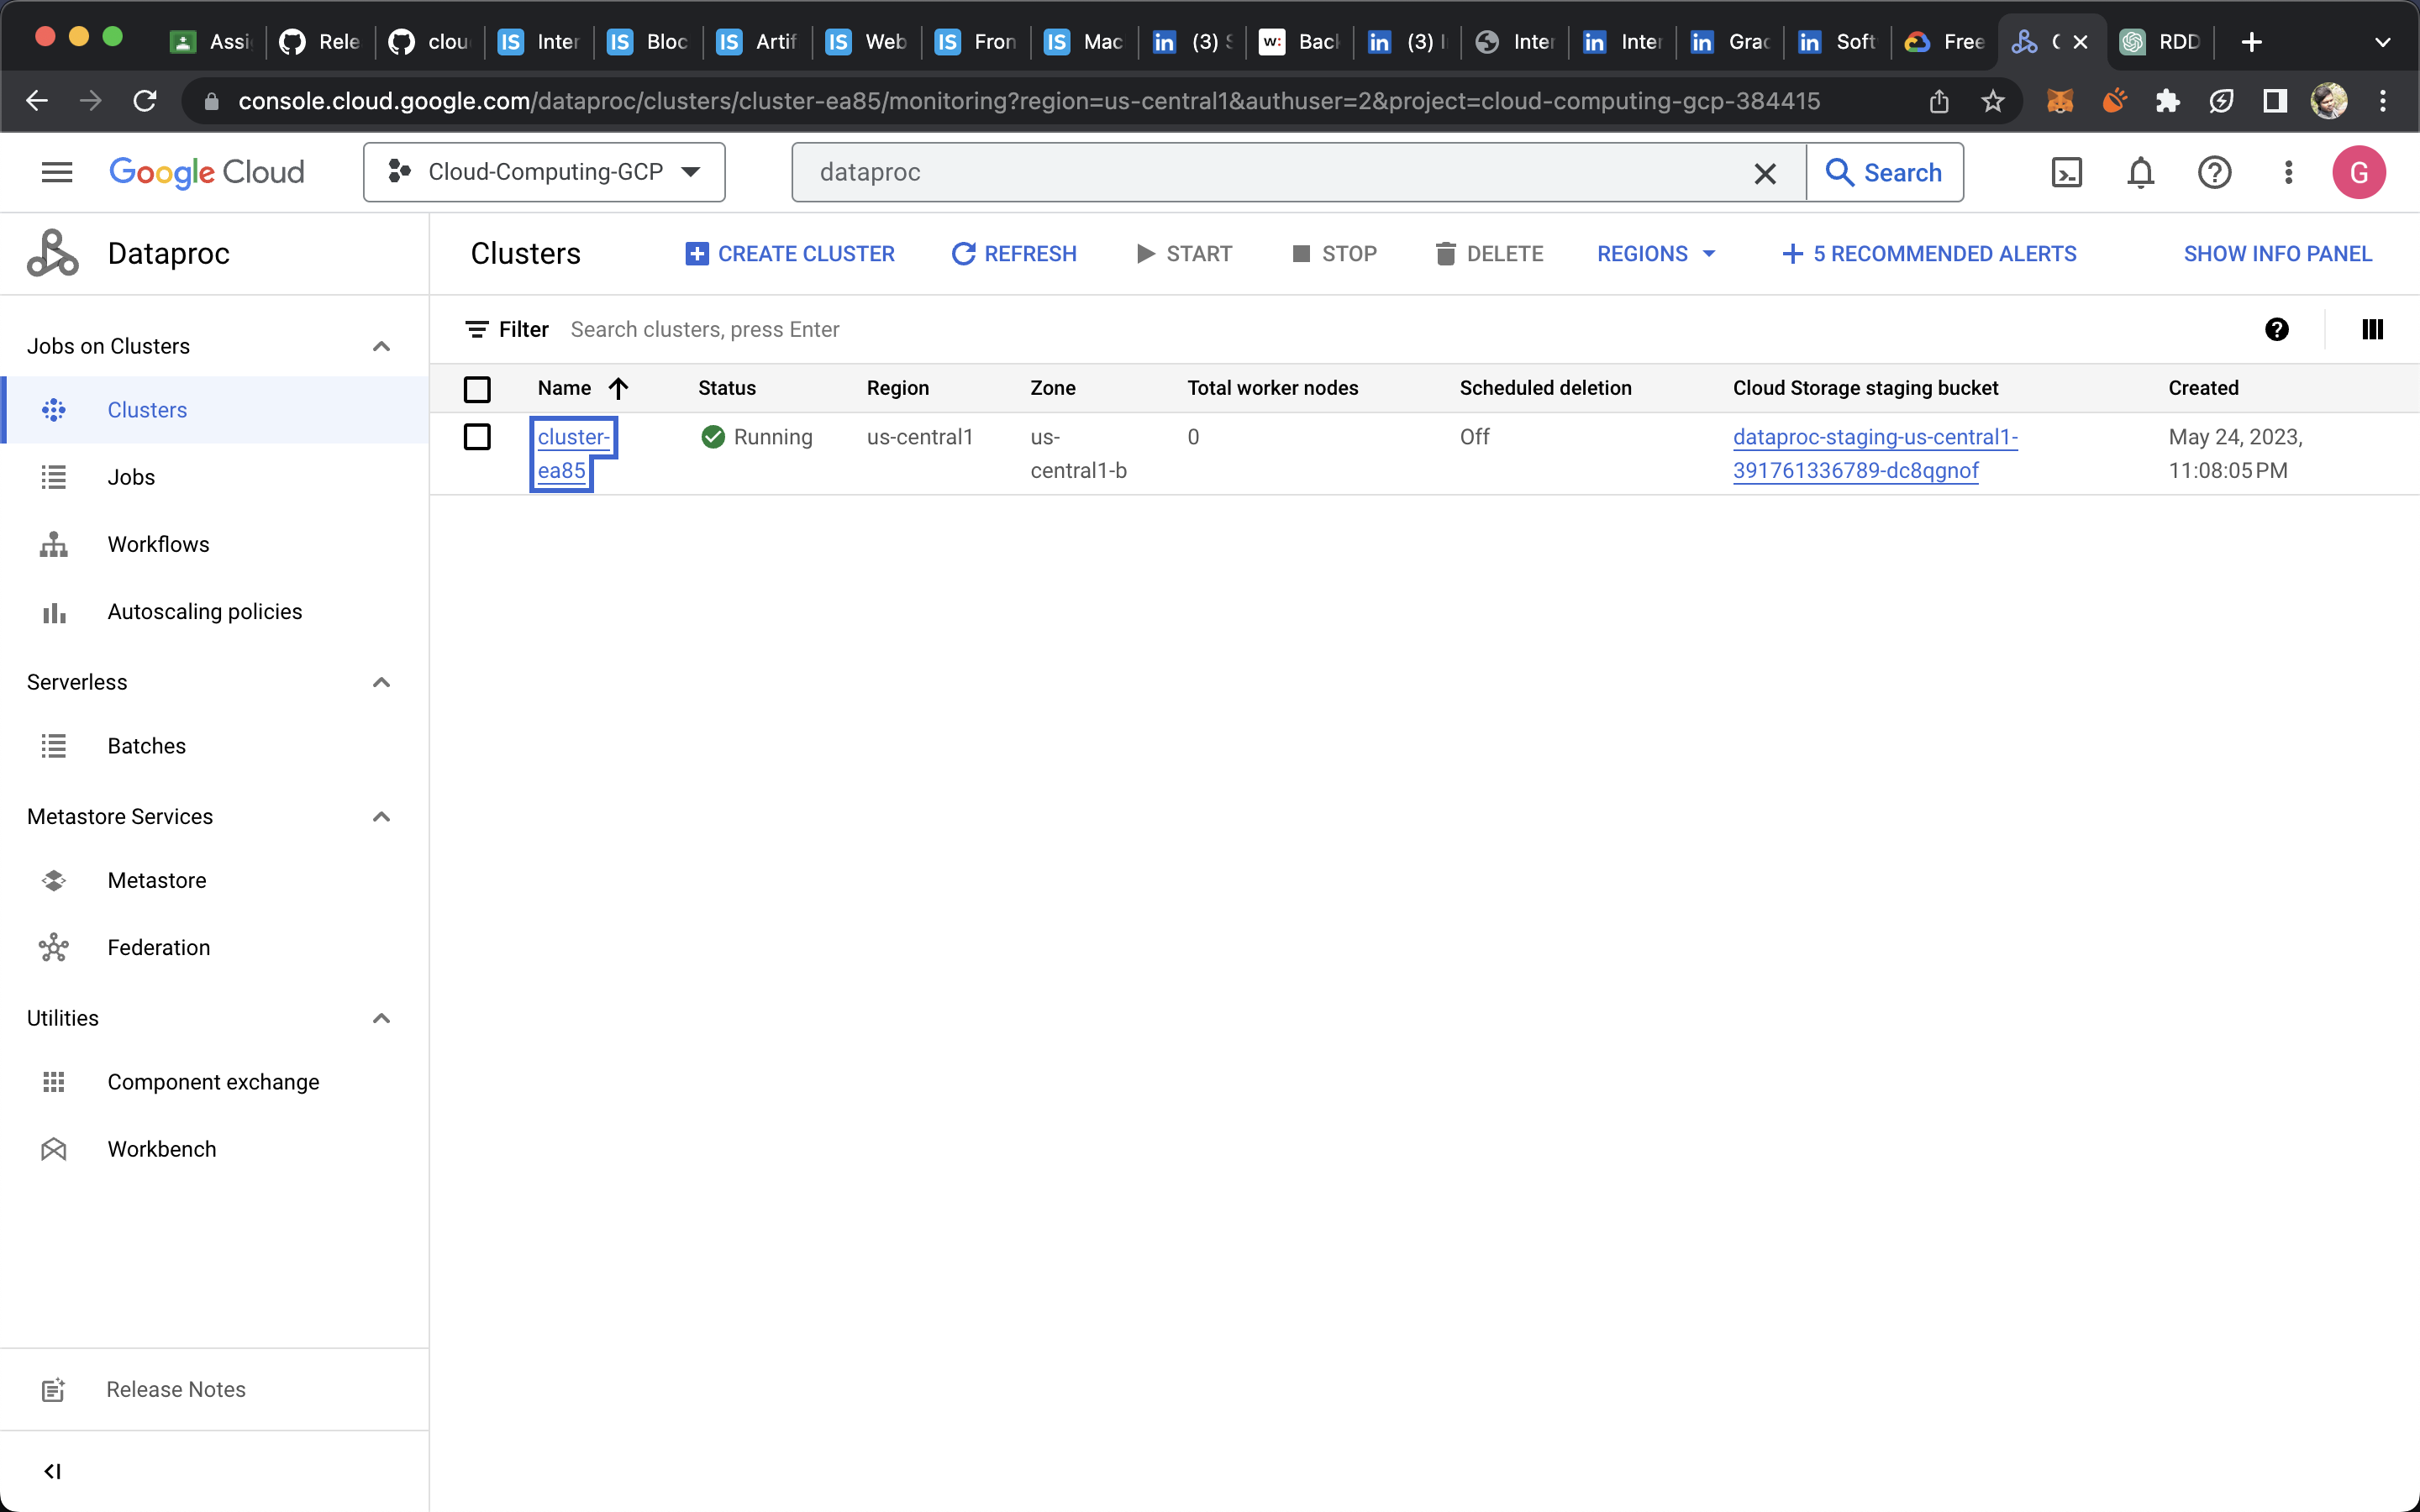 Assi Rele clou Inter Bloc Artif Web Fron Mac (3) Back (3) Inter Inter Grac Soft Free RDD
console.cloud.google.com/dataproc/clusters/cluster-ea85/monitoring?region=us-central1&authuser=2&project=cloud-computing-gcp-384415
Google Cloud Cloud-Computing-GCP dataproc Search G
Dataproc Clusters CREATE CLUSTER REFRESH START STOP DELETE REGIONS 5 RECOMMENDED ALERTS SHOW INFO PANEL
Jobs on Clusters
Clusters
Jobs
Workflows
Autoscaling policies
Serverless
Batches
Metastore Services
Metastore
Federation
Utilities
Component exchange
Workbench
Release Notes
Filter Search clusters, press Enter
Name Status Region Zone Total worker nodes Scheduled deletion Cloud Storage staging bucket Created
cluster- Running us-central1 us- 0 Off dataproc-staging-us-central1- May 24, 2023,
ea85 central1-b 391761336789-dc8qgnof 11:08:05 PM